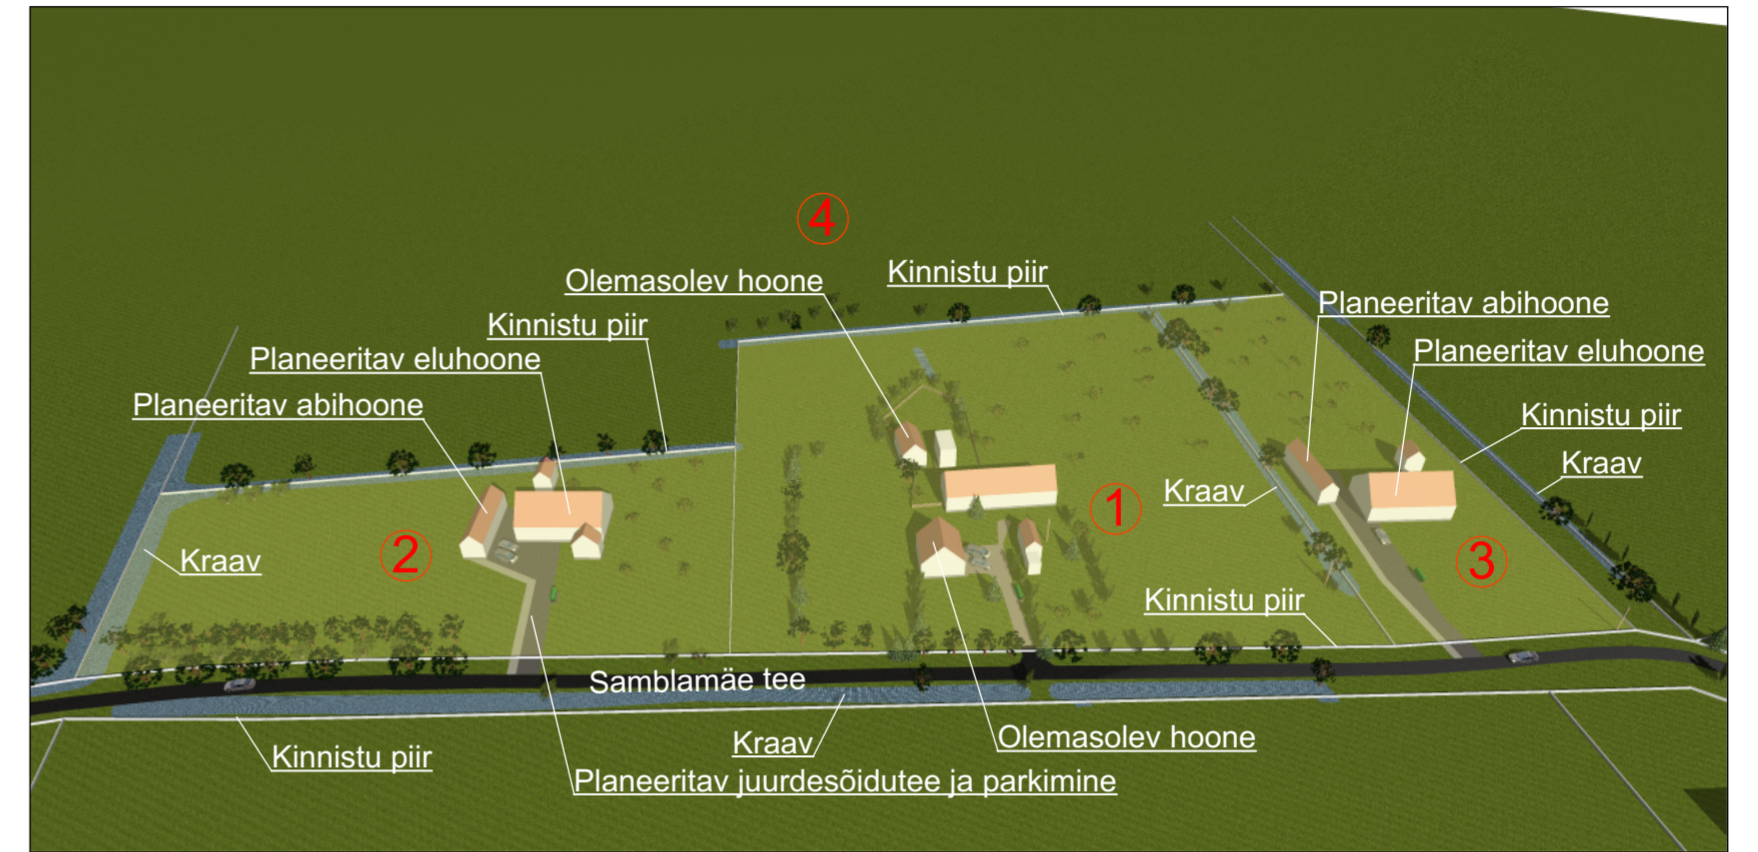 4
Olemasolev hoone
Kinnistu piir
Kinnistu piir
Planeeritav abihoone
Planeeritav eluhoone
Planeeritav eluhoone
Planeeritav abihoone
Kinnistu piir
Kraav
Kraav
1
Kraav
2
3
Kinnistu piir
Samblamäe tee
Kinnistu piir
Kraav
Olemasolev hoone
Planeeritav juurdesõidutee ja parkimine